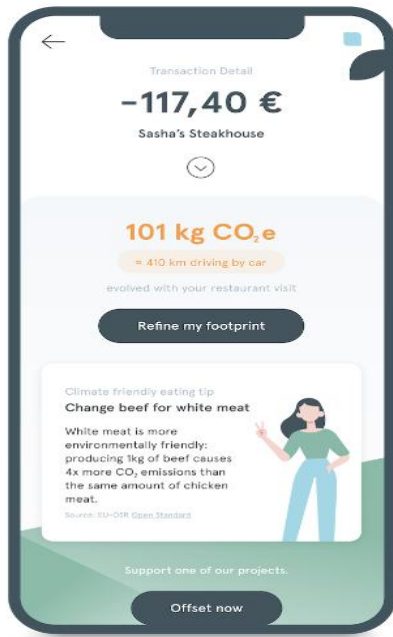 Transaction Detail
-117,40 €
Sasha's Steakhouse
101 kg CO₂e
= 410 km driving by car
evolved with your restaurant visit
Refine my footprint
Climate friendly eating tip
Change beef for white meat
White meat is more
environmentally friendly:
producing 1kg of beef causes
4x more CO₂ emissions than
the same amount of chicken
meat.
Source: EU-DIR Open Standard
Support one of our projects.
Offset now